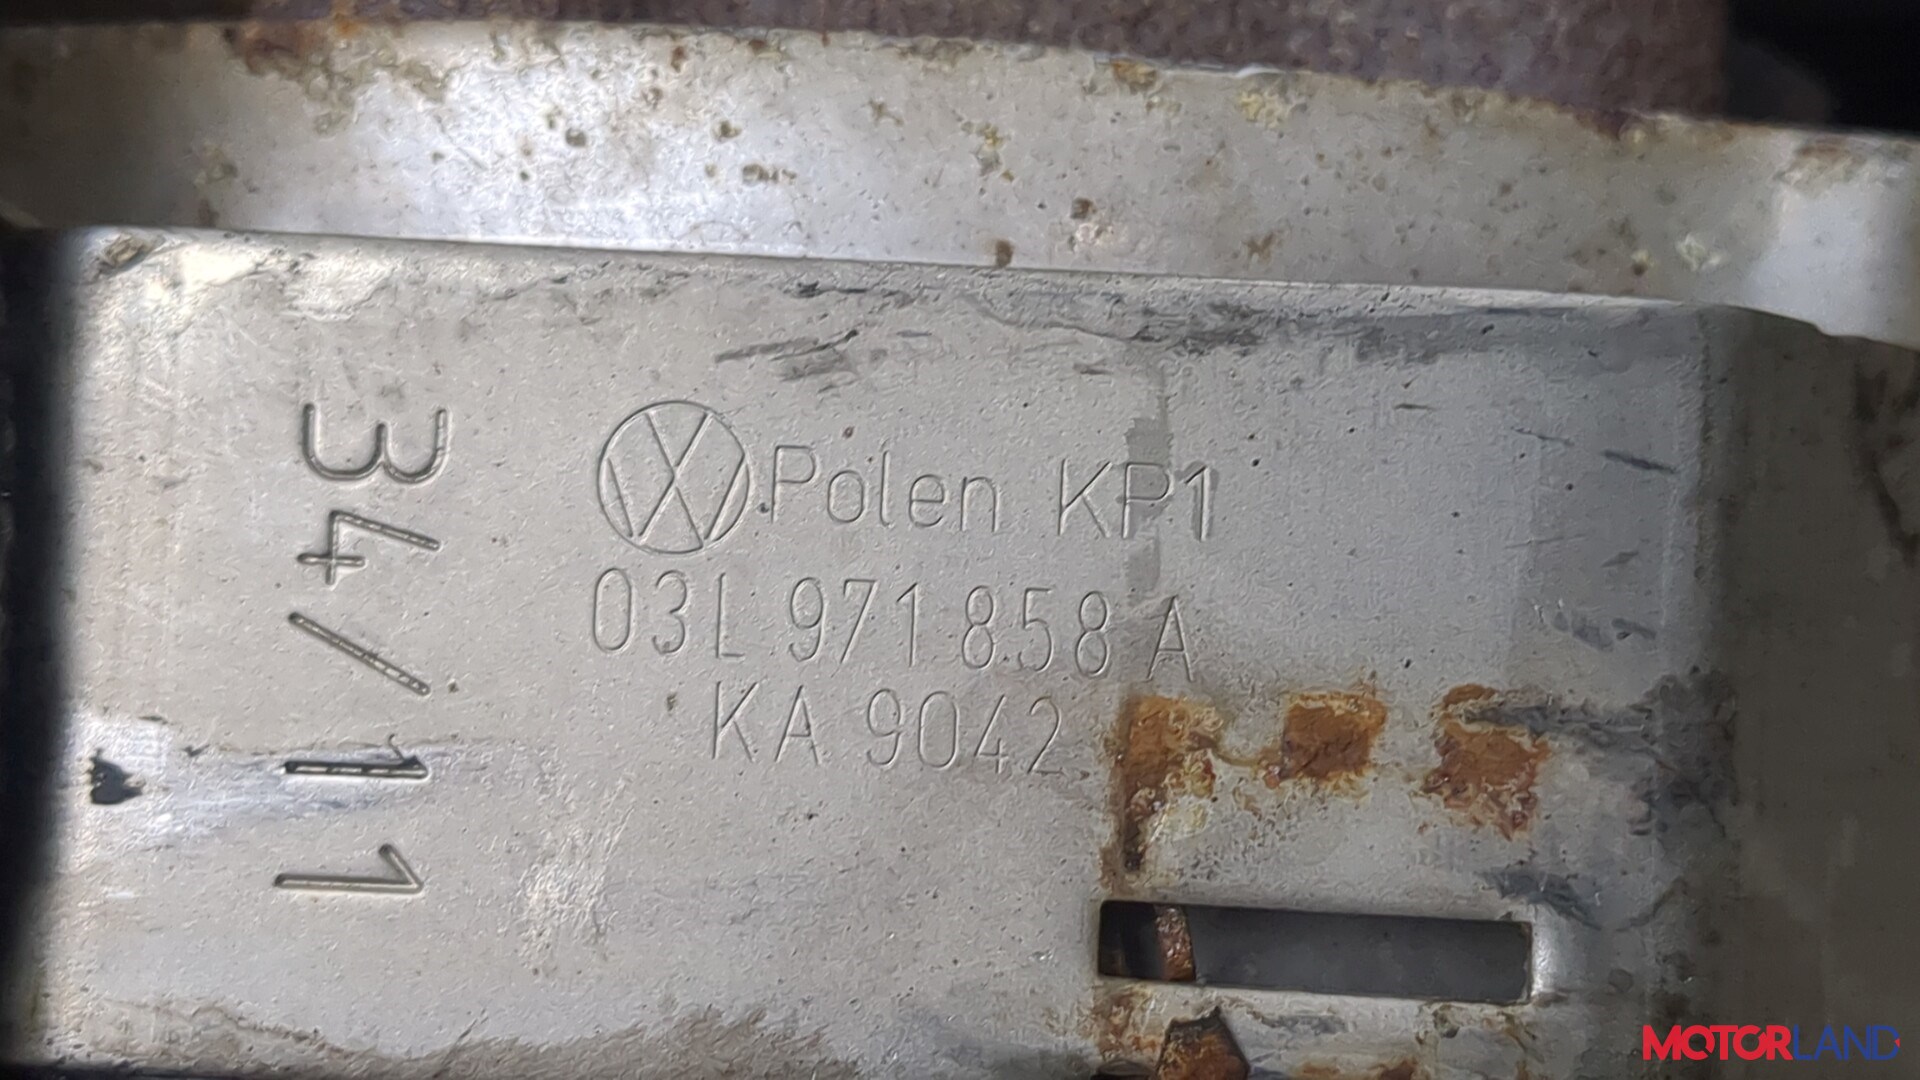 34/11
Polen KP1
03L 971 858 A
KA 9042
MOTORLAND